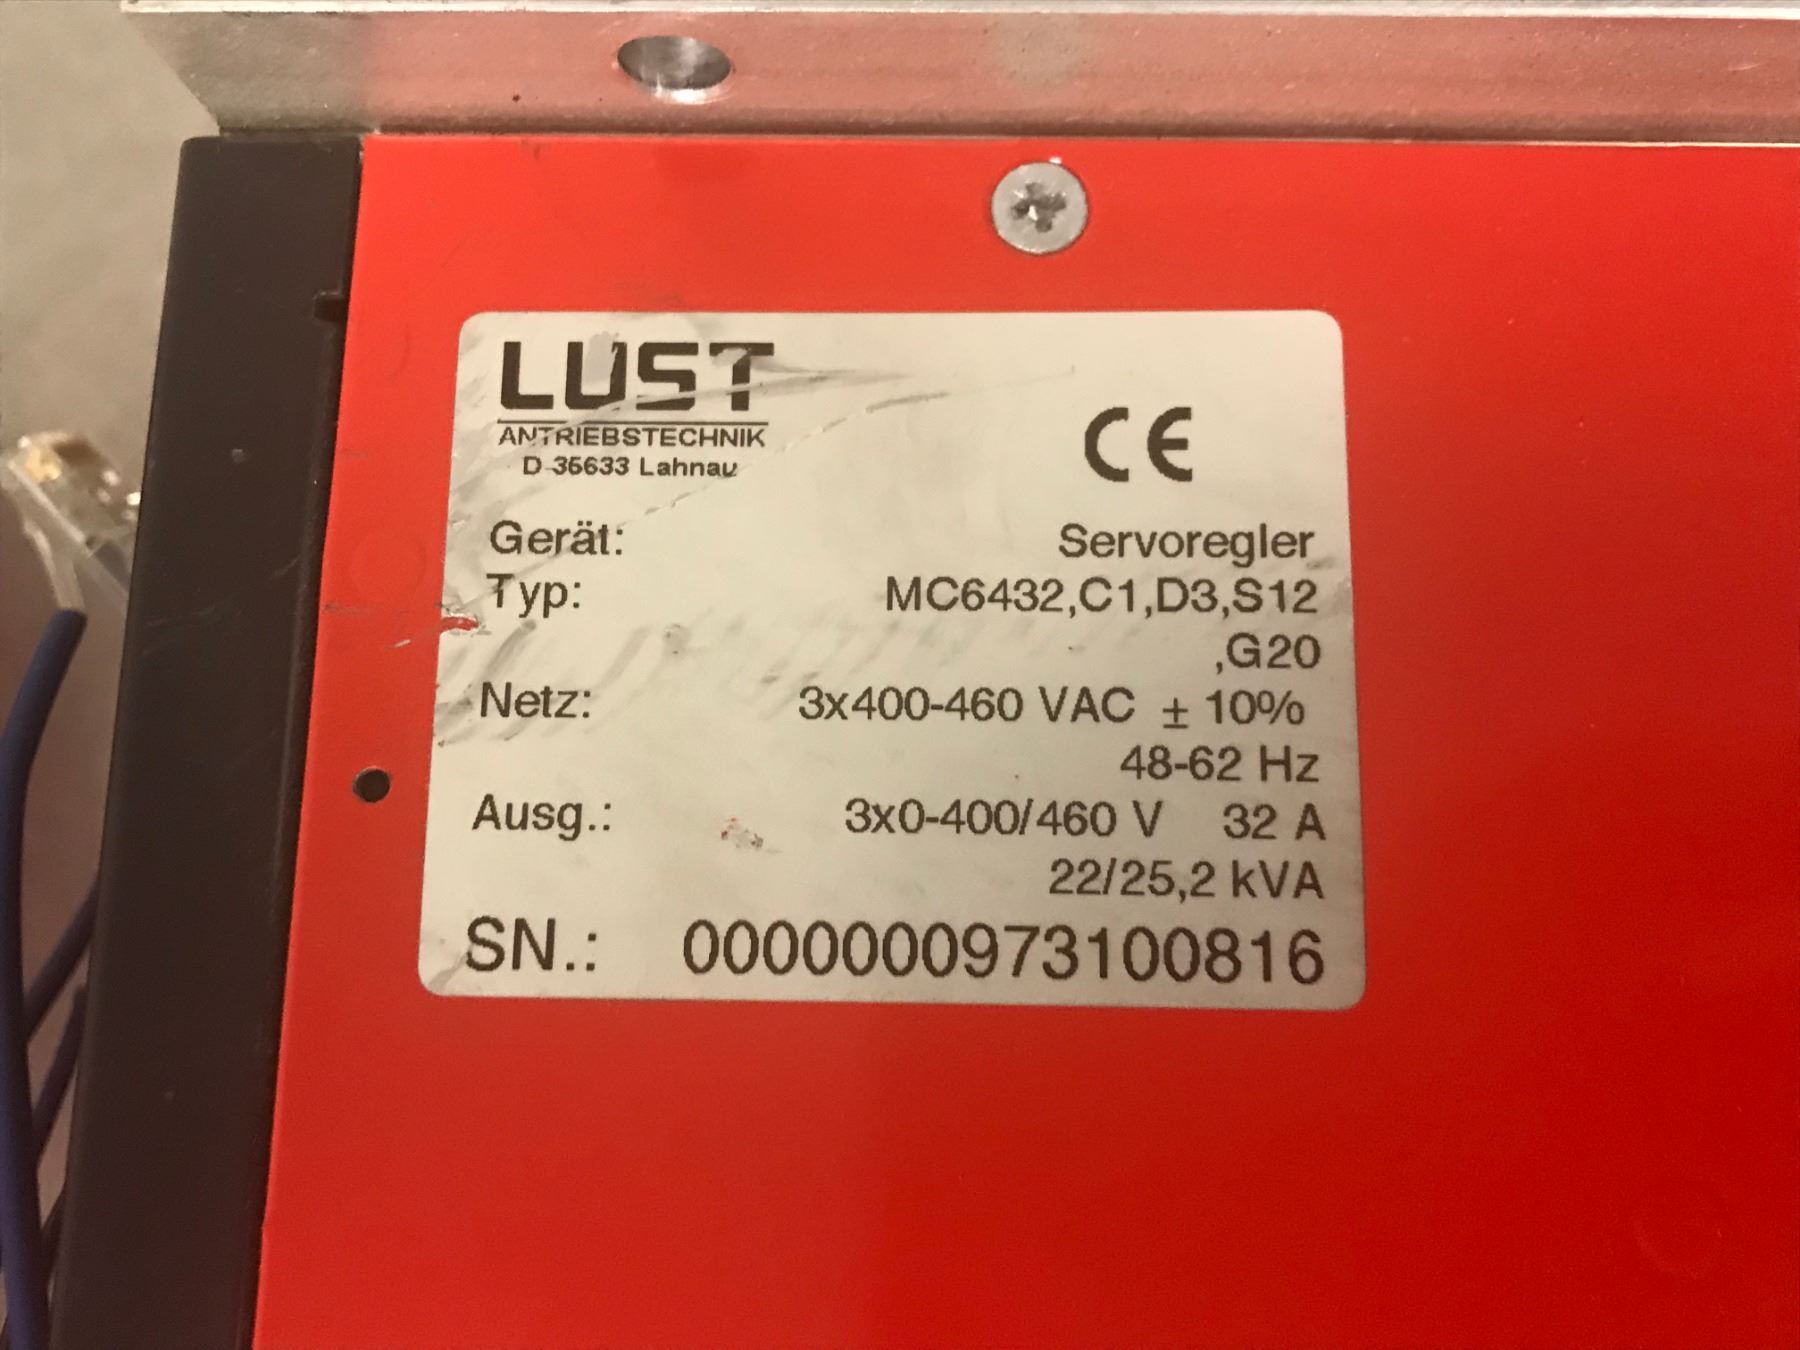 LUST
ANTRIEBSTECHNIK
D-35633 Lahnau
CE
Gerät: Servoregler
Typ: MC6432,C1,D3,S12
,G20
Netz: 3x400-460 VAC ± 10%
48-62 Hz
Ausg.: 3x0-400/460 V 32 A
22/25,2 kVA
SN.: 0000000973100816